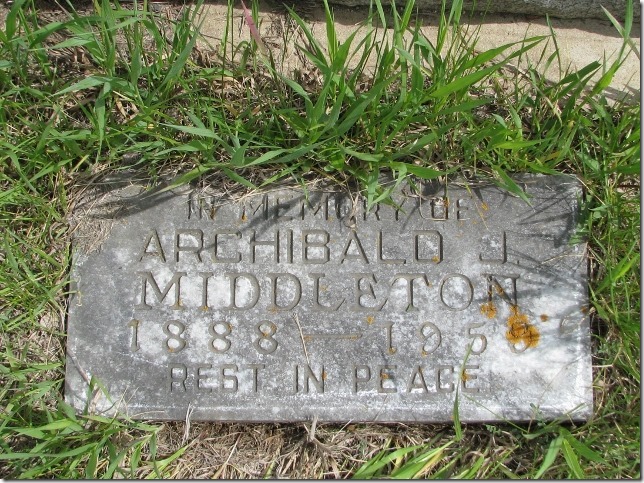 IN MEMORY OF
ARCHIBALD J.
MIDDLETON
1888 — 
REST IN PEACE